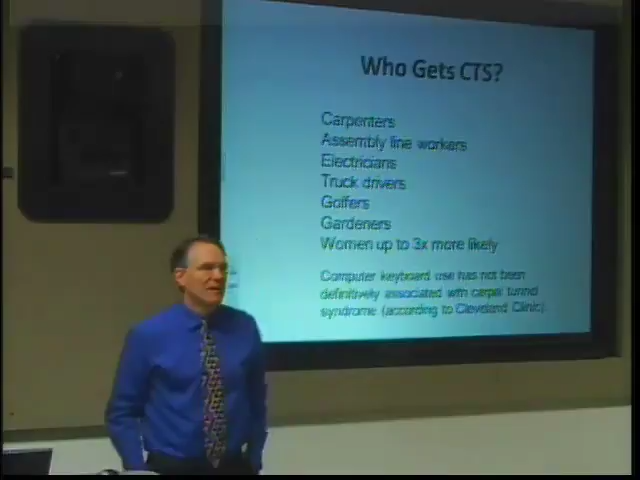 Who Gets CTS?
Carpenters
Assembly line workers
Electricians
Truck drivers
Golfers
Gardeners
Women up to 3x more likely
Computer keyboard use has not been
definitively associated with carpal tunnel
syndrome (according to Cleveland Clinic).